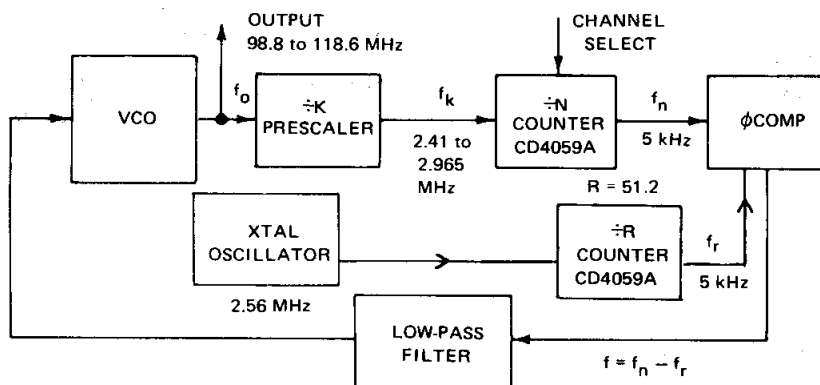 OUTPUT
98.8 to 118.6 MHz
CHANNEL
SELECT
VCO
fo
÷K
PRESCALER
fk
2.41 to
2.965
MHz
÷N
COUNTER
CD4059A
fn
5 kHz
φCOMP
R = 51.2
XTAL
OSCILLATOR
2.56 MHz
÷R
COUNTER
CD4059A
fr
5 kHz
LOW-PASS
FILTER
f = fn − fr